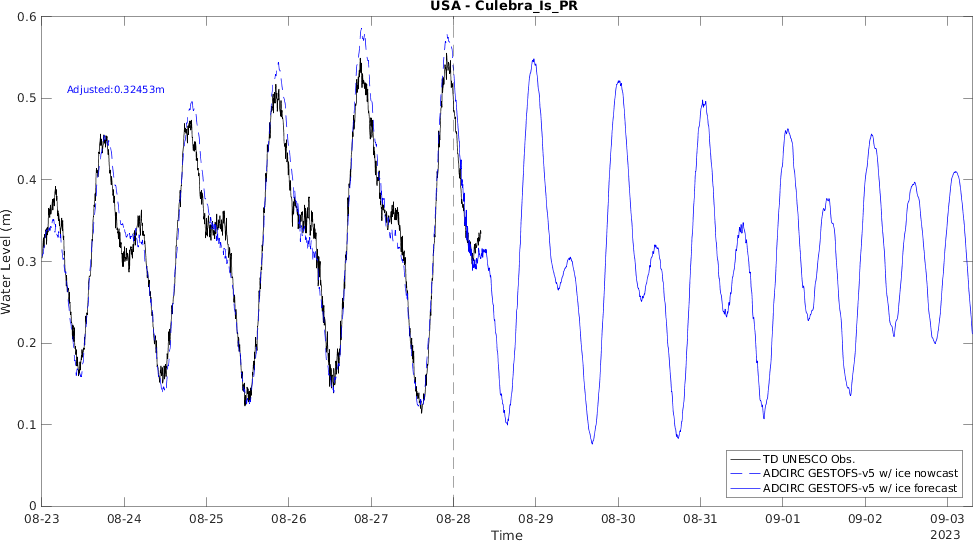 USA - Culebra_Is_PR
0.6
0.5
0.4
0.3
0.2
0.1
0
Water Level (m)
Adjusted:0.32453m
TD UNESCO Obs.
ADCIRC GESTOFS-v5 w/ ice nowcast
ADCIRC GESTOFS-v5 w/ ice forecast
08-23 08-24 08-25 08-26 08-27 08-28 08-29 08-30 08-31 09-01 09-02 09-03
2023
Time